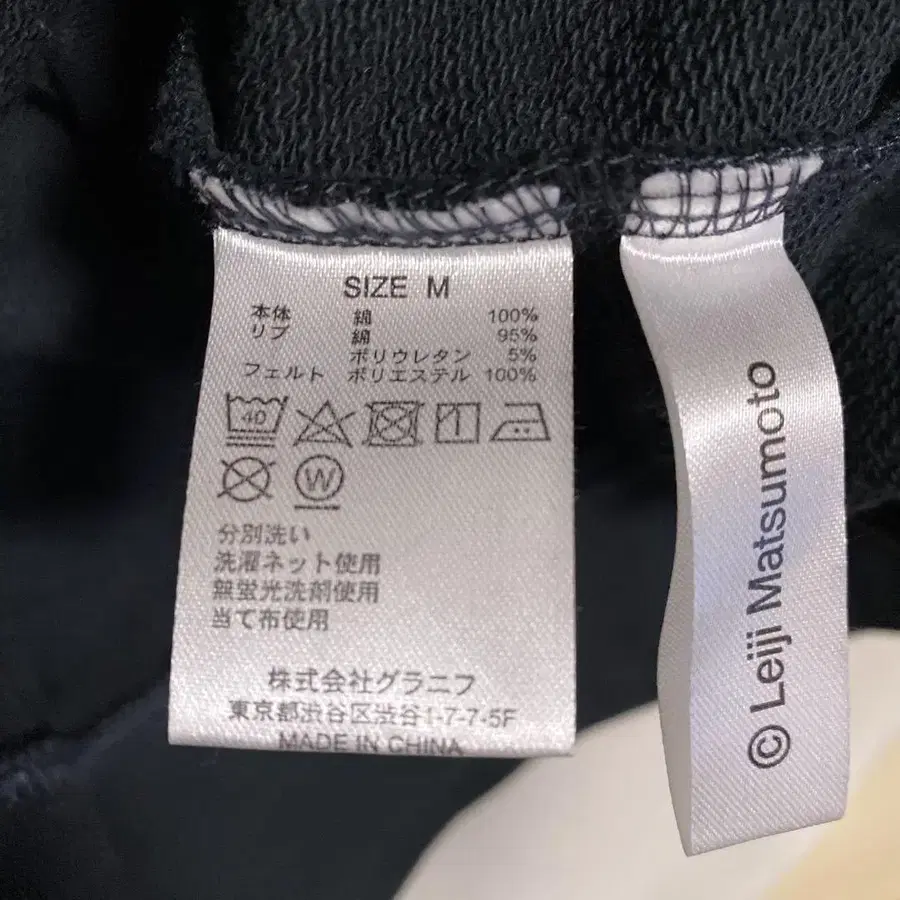 SIZE M
本体 綿 100%
リブ 綿 95%
ポリウレタン 5%
フェルト ポリエステル 100%
40
W
分別洗い
洗濯ネット使用
無蛍光洗剤使用
当て布使用
株式会社グラニフ
東京都渋谷区渋谷1-7-7-5F
MADE IN CHINA
© Leiji Matsumoto